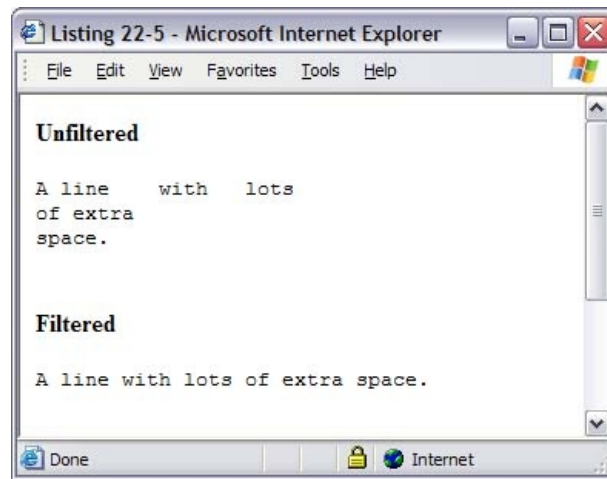 Listing 22-5 - Microsoft Internet Explorer
File Edit View Favorites Tools Help
Unfiltered
A line    with   lots
of extra
space.
Filtered
A line with lots of extra space.
Done Internet